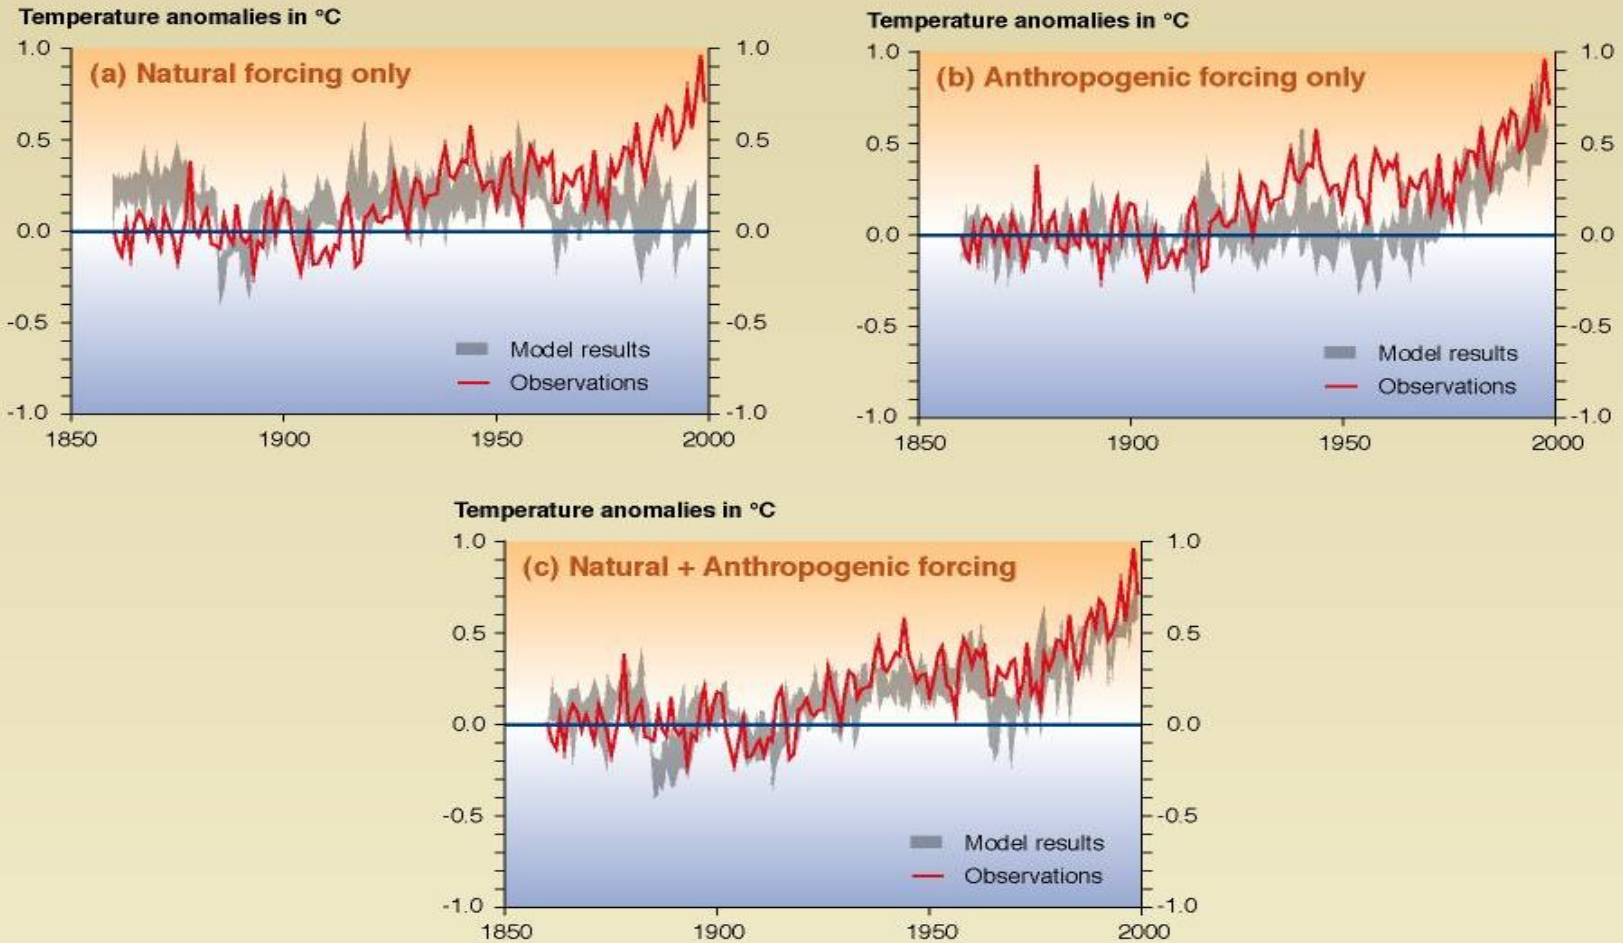 Temperature anomalies in °C
1.0 1.0
(a) Natural forcing only
0.5 0.5
0.0 0.0
-0.5 -0.5
Model results
Observations
-1.0 -1.0
1850 1900 1950 2000
Temperature anomalies in °C
1.0 1.0
(b) Anthropogenic forcing only
0.5 0.5
0.0 0.0
-0.5 -0.5
Model results
Observations
-1.0 -1.0
1850 1900 1950 2000
Temperature anomalies in °C
1.0 1.0
(c) Natural + Anthropogenic forcing
0.5 0.5
0.0 0.0
-0.5 -0.5
Model results
Observations
-1.0 -1.0
1850 1900 1950 2000